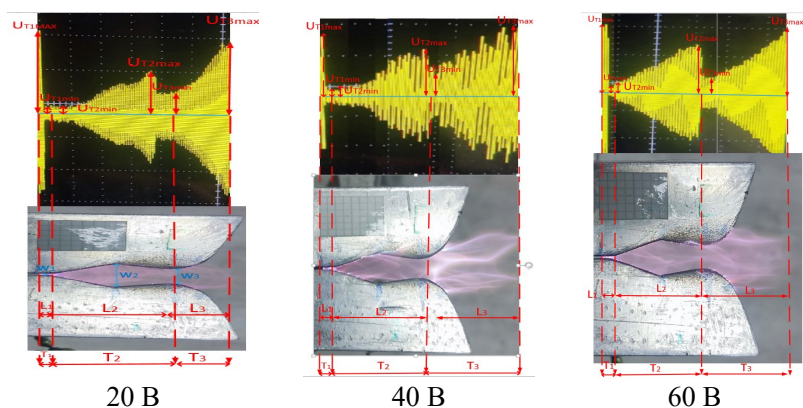 UT1MAX
UT3max
UT2max
UT1min
UT3min
UT2min
W1
W2
W3
L1
L2
L3
T1
T2
T3
20 В
UT1max
UT3max
UT2max
UT3min
UT1min
UT2min
L1
L2
L3
T1
T2
T3
40 В
UT1max
UT3max
UT2max
UT2min
L1
L2
L3
T1
T2
T3
60 В